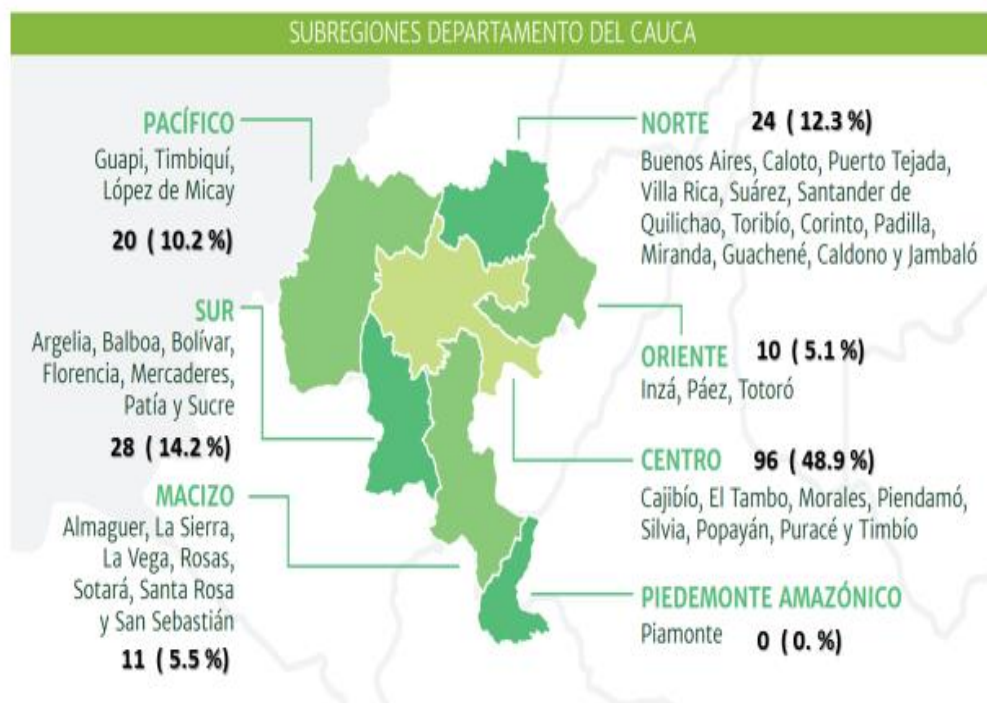 SUBREGIONES DEPARTAMENTO DEL CAUCA
PACÍFICO
Guapi, Timbiquí,
López de Micay
20 ( 10.2 %)
SUR
Argelia, Balboa, Bolívar,
Florencia, Mercaderes,
Patía y Sucre
28 ( 14.2 %)
MACIZO
Almaguer, La Sierra,
La Vega, Rosas,
Sotará, Santa Rosa
y San Sebastián
11 ( 5.5 %)
NORTE 24 ( 12.3 %)
Buenos Aires, Caloto, Puerto Tejada,
Villa Rica, Suárez, Santander de
Quilichao, Toribío, Corinto, Padilla,
Miranda, Guachené, Caldono y Jambaló
ORIENTE 10 ( 5.1 %)
Inzá, Páez, Totoró
CENTRO 96 ( 48.9 %)
Cajibío, El Tambo, Morales, Piendamó,
Silvia, Popayán, Puracé y Timbío
PIEDEMONTE AMAZÓNICO
Piamonte 0 ( 0. %)